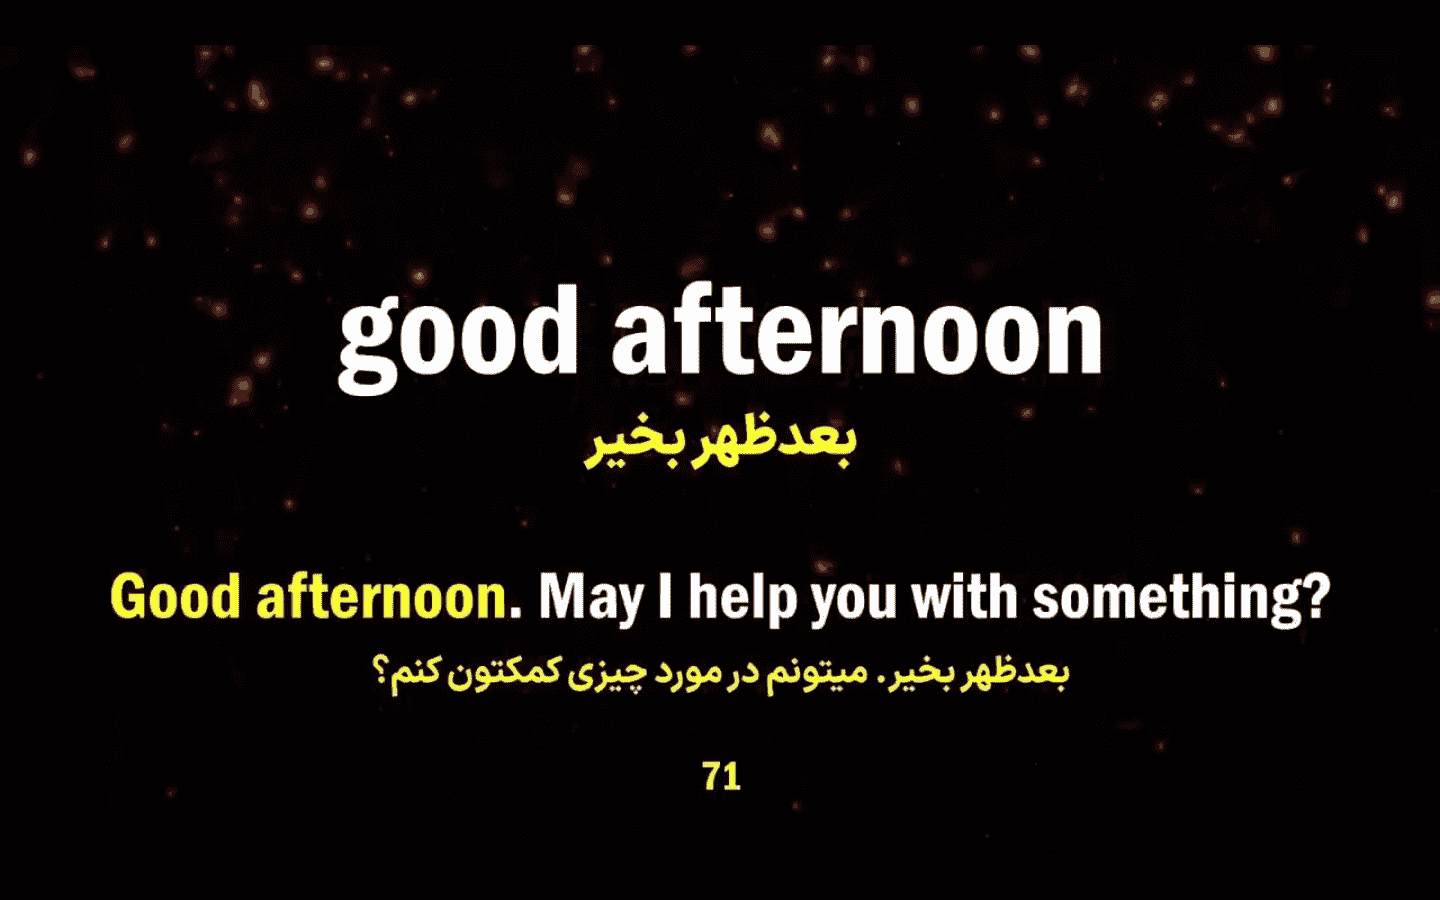 good afternoon
بعدظهر بخیر
Good afternoon. May I help you with something?
بعدظهر بخیر. میتونم در مورد چیزی کمکتون کنم؟
71